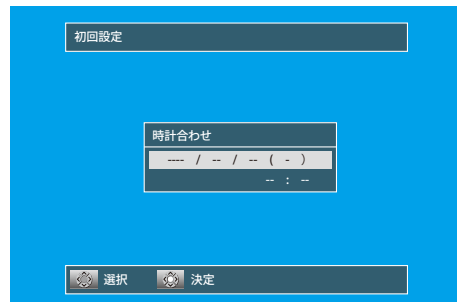 初回設定
時計合わせ
---- / -- / -- ( - )
-- : --
選択 決定